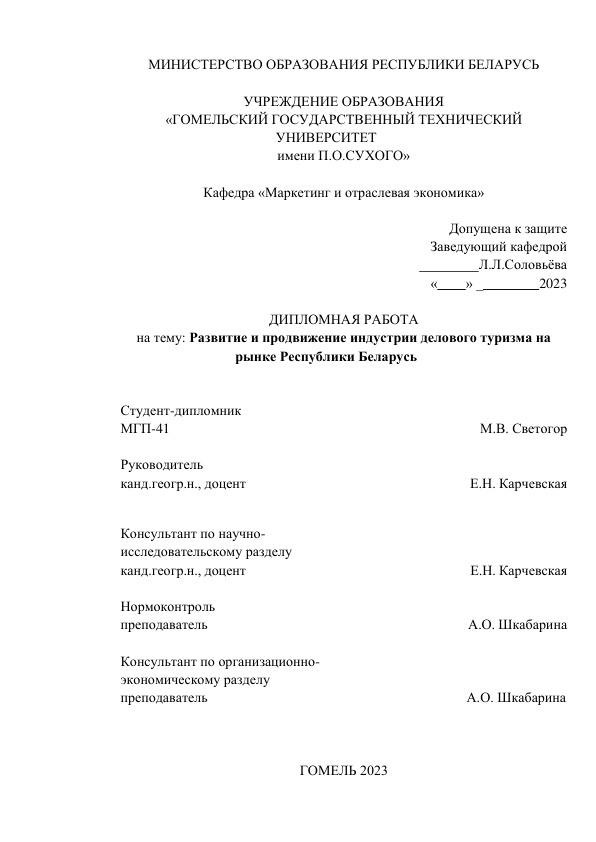 МИНИСТЕРСТВО ОБРАЗОВАНИЯ РЕСПУБЛИКИ БЕЛАРУСЬ
УЧРЕЖДЕНИЕ ОБРАЗОВАНИЯ
«ГОМЕЛЬСКИЙ ГОСУДАРСТВЕННЫЙ ТЕХНИЧЕСКИЙ
УНИВЕРСИТЕТ
имени П.О.СУХОГО»
Кафедра «Маркетинг и отраслевая экономика»
Допущена к защите
Заведующий кафедрой
________Л.Л.Соловьёва
«____» _________2023
ДИПЛОМНАЯ РАБОТА
на тему: Развитие и продвижение индустрии делового туризма на
рынке Республики Беларусь
Студент-дипломник
МГП-41 М.В. Светогор
Руководитель
канд.геогр.н., доцент Е.Н. Карчевская
Консультант по научно-
исследовательскому разделу
канд.геогр.н., доцент Е.Н. Карчевская
Нормоконтроль
преподаватель А.О. Шкабарина
Консультант по организационно-
экономическому разделу
преподаватель А.О. Шкабарина
ГОМЕЛЬ 2023